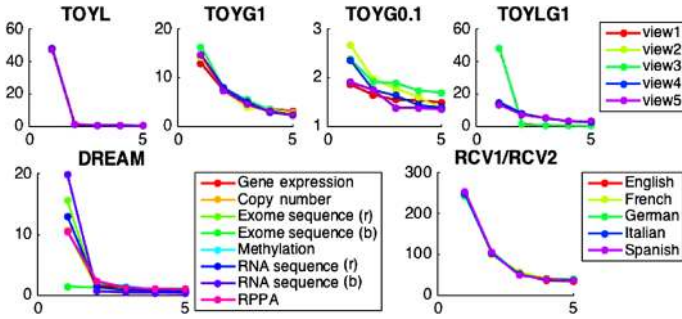 TOYL TOYG1 TOYG0.1 TOYLG1
60 20 3 60 view1
40 40 view2
10 2 view3
20 20 view4
0 0 1 0 view5
0 5 0 5 0 5 0 5
DREAM RCV1/RCV2
20 Gene expression 300 English
Copy number French
Exome sequence (r) 200 German
10 Exome sequence (b) Italian
Methylation 100 Spanish
RNA sequence (r)
RNA sequence (b)
0 RPPA 0
0 5 0 5